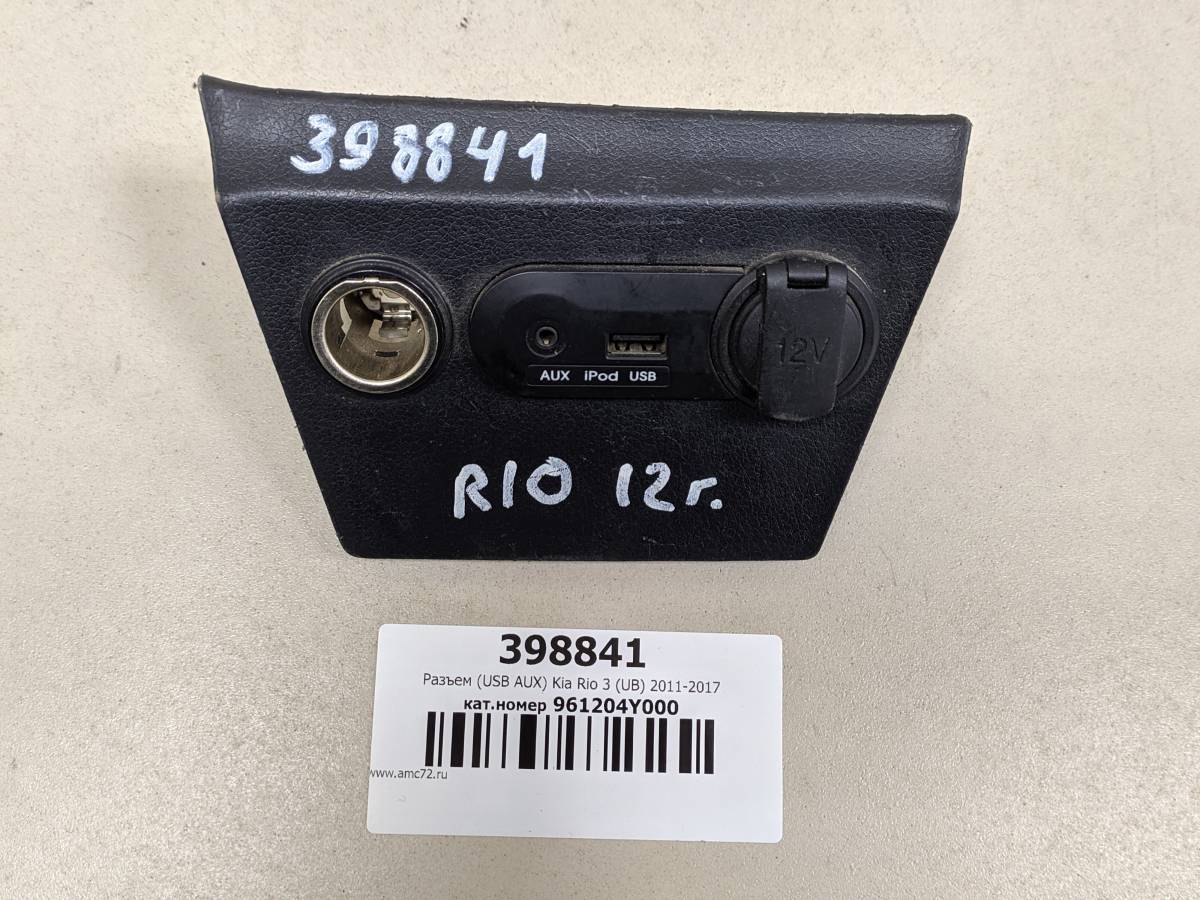 398841
12V
AUX iPod USB
RIO 12г.
398841
Разъем (USB AUX) Kia Rio 3 (UB) 2011-2017
кат.номер 961204Y000
www.amc72.ru